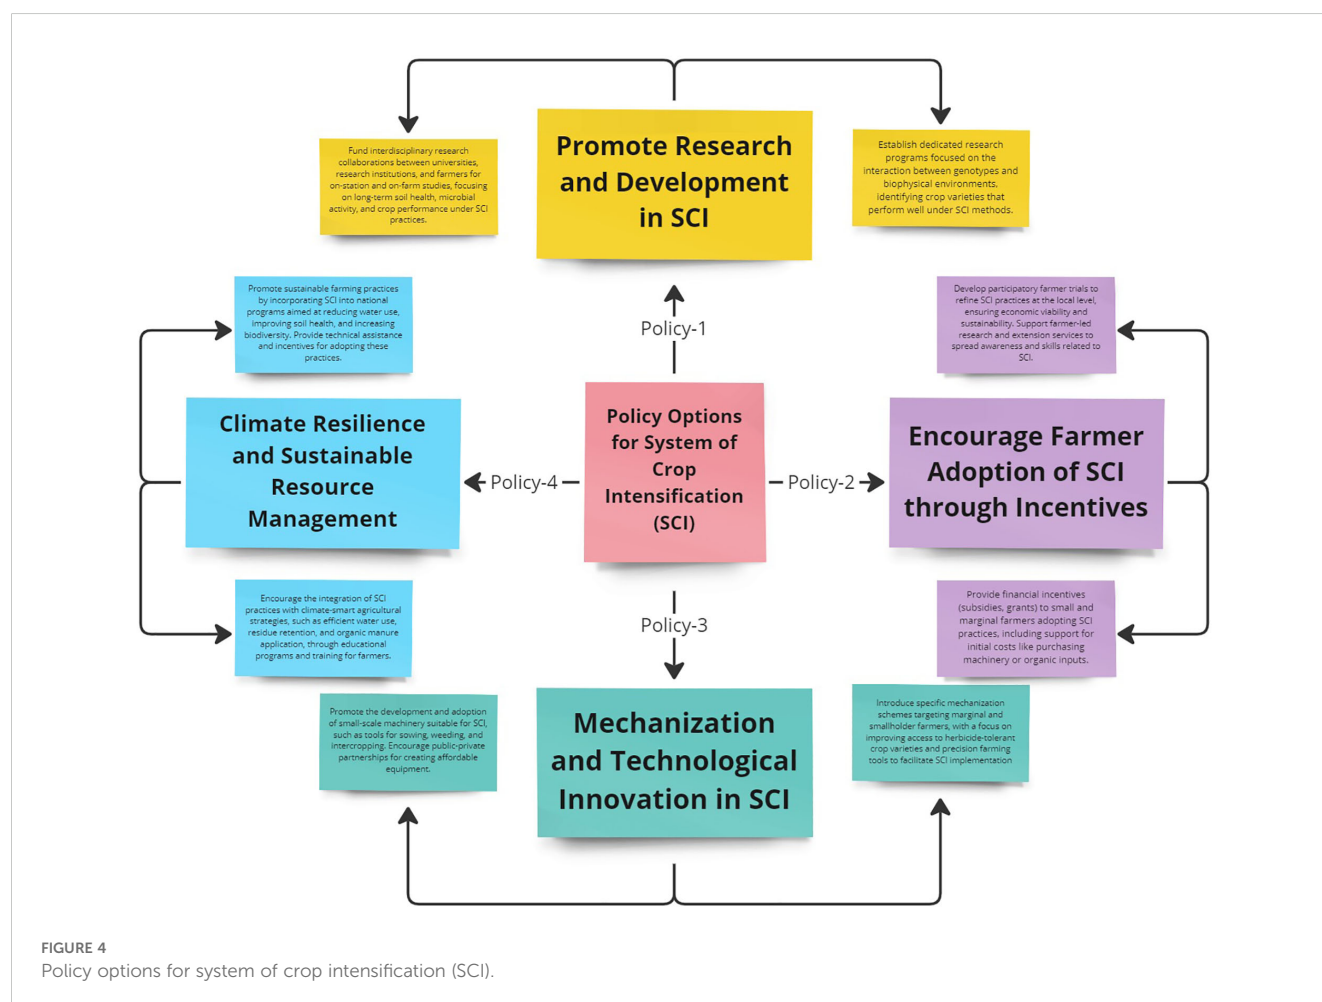 Fund interdisciplinary research
collaborations between universities,
research institutions, and farmers for
on-station and on-farm studies, focusing
on long-term soil health, microbial
activity, and crop performance under SCI
practices.
Promote Research
and Development
in SCI
Establish dedicated research
programs focused on the
interaction between genotypes and
biophysical environments,
identifying crop varieties that
perform well under SCI methods.
Promote sustainable farming practices
by incorporating SCI into national
programs aimed at reducing water use,
improving soil health, and increasing
biodiversity. Provide technical assistance
and incentives for adopting these
practices.
Policy-1
Develop participatory farmer trials to
refine SCI practices at the local level,
ensuring economic viability and
sustainability. Support farmer-led
research and extension services to
spread awareness and skills related to
SCI.
Climate Resilience
and Sustainable
Resource
Management
Policy-4
Policy Options
for System of
Crop
Intensification
(SCI)
Policy-2
Encourage Farmer
Adoption of SCI
through Incentives
Encourage the integration of SCI
practices with climate-smart agricultural
strategies, such as efficient water use,
residue retention, and organic manure
application, through educational
programs and training for farmers.
Policy-3
Provide financial incentives
(subsidies, grants) to small and
marginal farmers adopting SCI
practices, including support for
initial costs like purchasing
machinery or organic inputs.
Promote the development and adoption
of small-scale machinery suitable for SCI,
such as tools for sowing, weeding, and
intercropping. Encourage public-private
partnerships for creating affordable
equipment.
Mechanization
and Technological
Innovation in SCI
Introduce specific mechanization
schemes targeting marginal and
smallholder farmers, with a focus on
improving access to herbicide-tolerant
crop varieties and precision farming
tools to facilitate SCI implementation
FIGURE 4
Policy options for system of crop intensification (SCI).